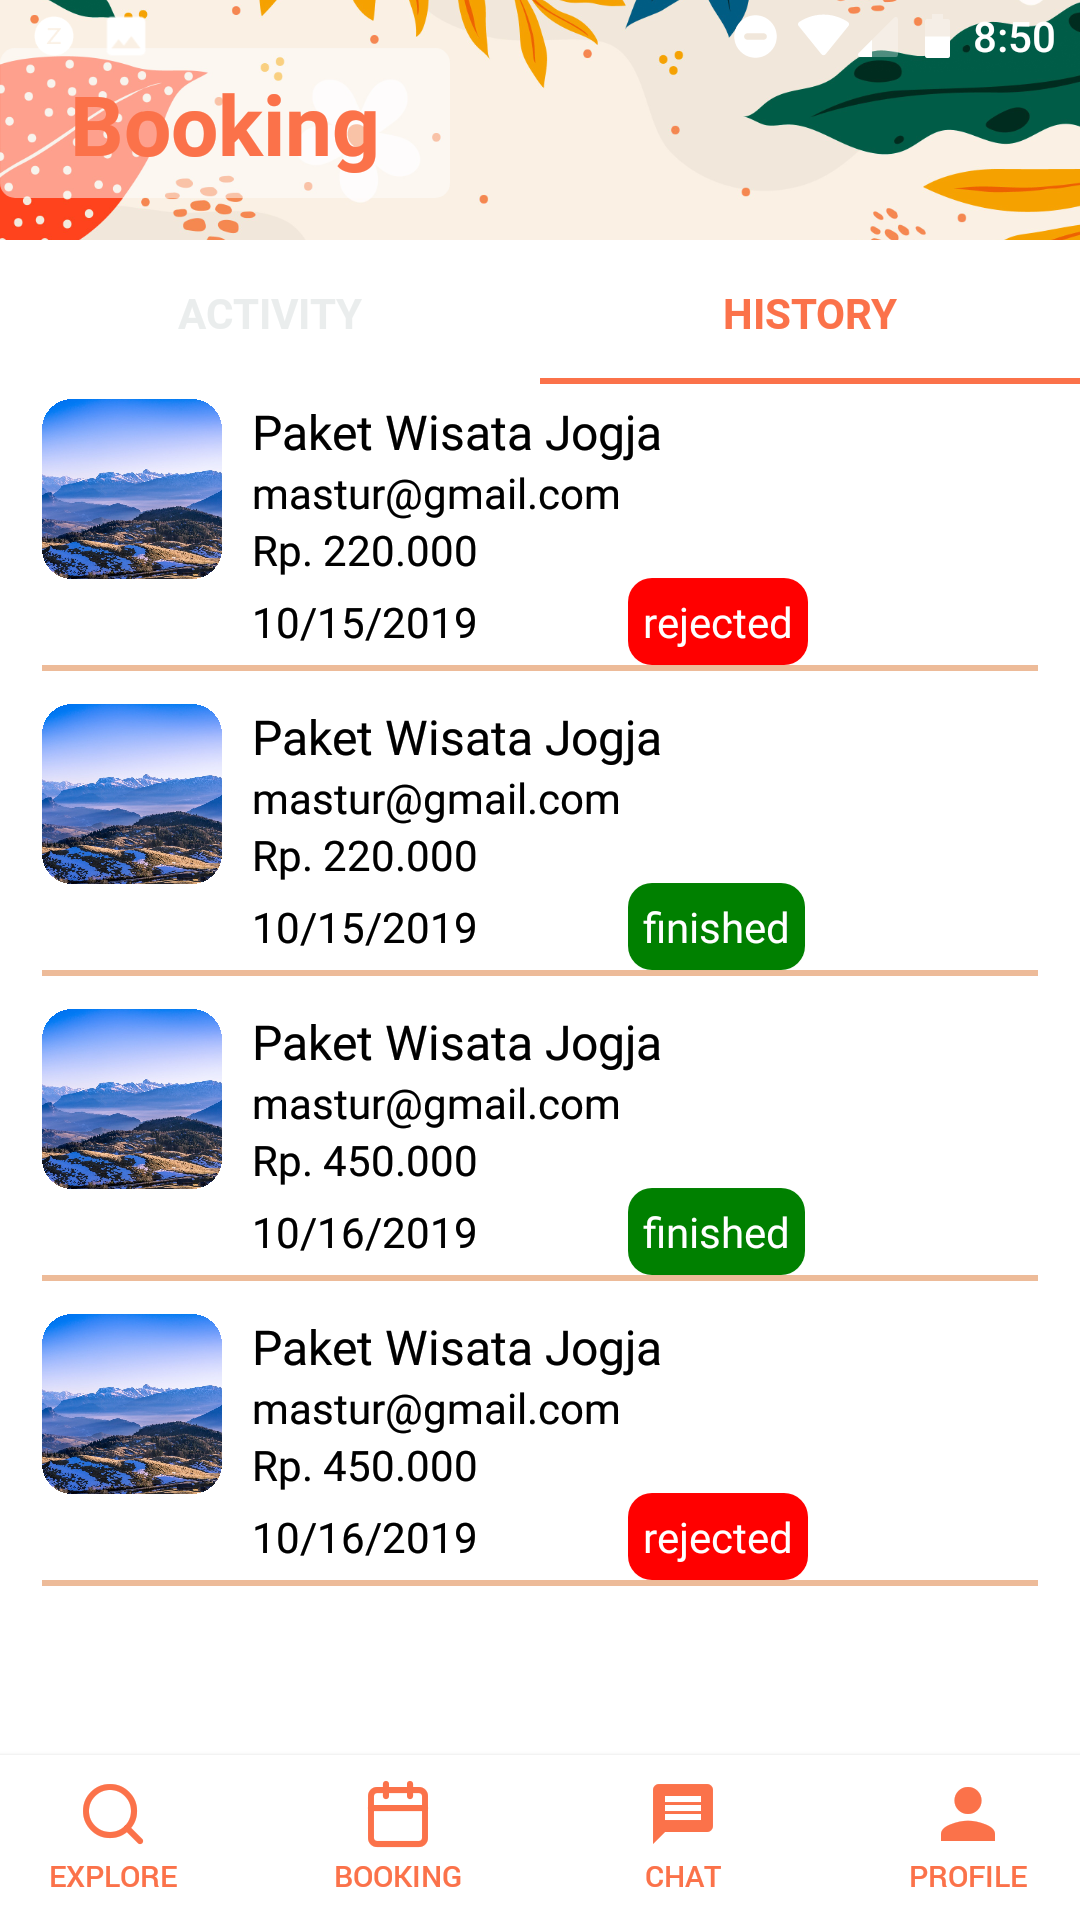 8:50
Booking
ACTIVITY
HISTORY
Paket Wisata Jogja
mastur@gmail.com
Rp. 220.000
10/15/2019
rejected
Paket Wisata Jogja
mastur@gmail.com
Rp. 220.000
10/15/2019
finished
Paket Wisata Jogja
mastur@gmail.com
Rp. 450.000
10/16/2019
finished
Paket Wisata Jogja
mastur@gmail.com
Rp. 450.000
10/16/2019
rejected
EXPLORE
BOOKING
CHAT
PROFILE